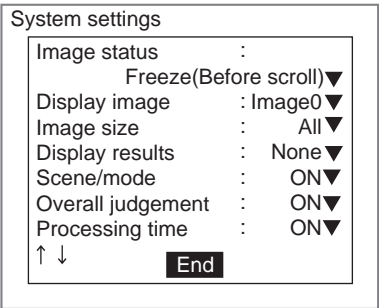 System settings
Image status :
Freeze(Before scroll)▼
Display image : Image0▼
Image size : All▼
Display results : None▼
Scene/mode : ON▼
Overall judgement : ON▼
Processing time : ON▼
↑ ↓
End